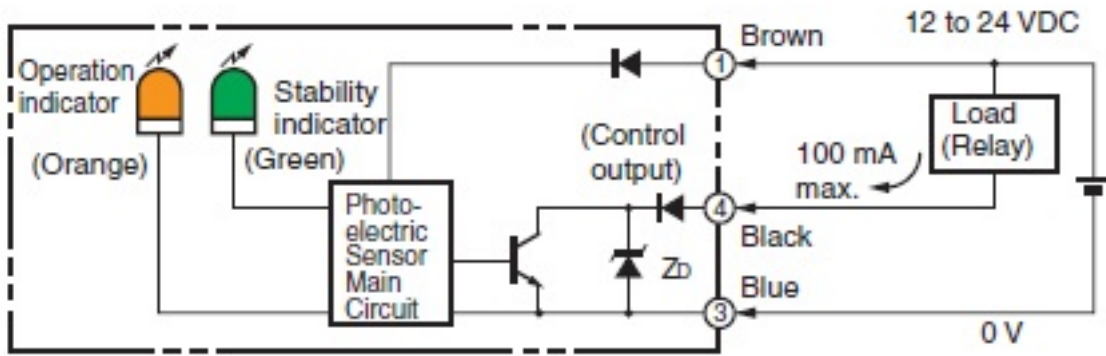 Brown
12 to 24 VDC
1
Operation
indicator
(Orange)
Stability
indicator
(Green)
(Control
output)
Load
(Relay)
100 mA
max.
4
Black
Photo-
electric
Sensor
Main
Circuit
ZD
Blue
3
0 V